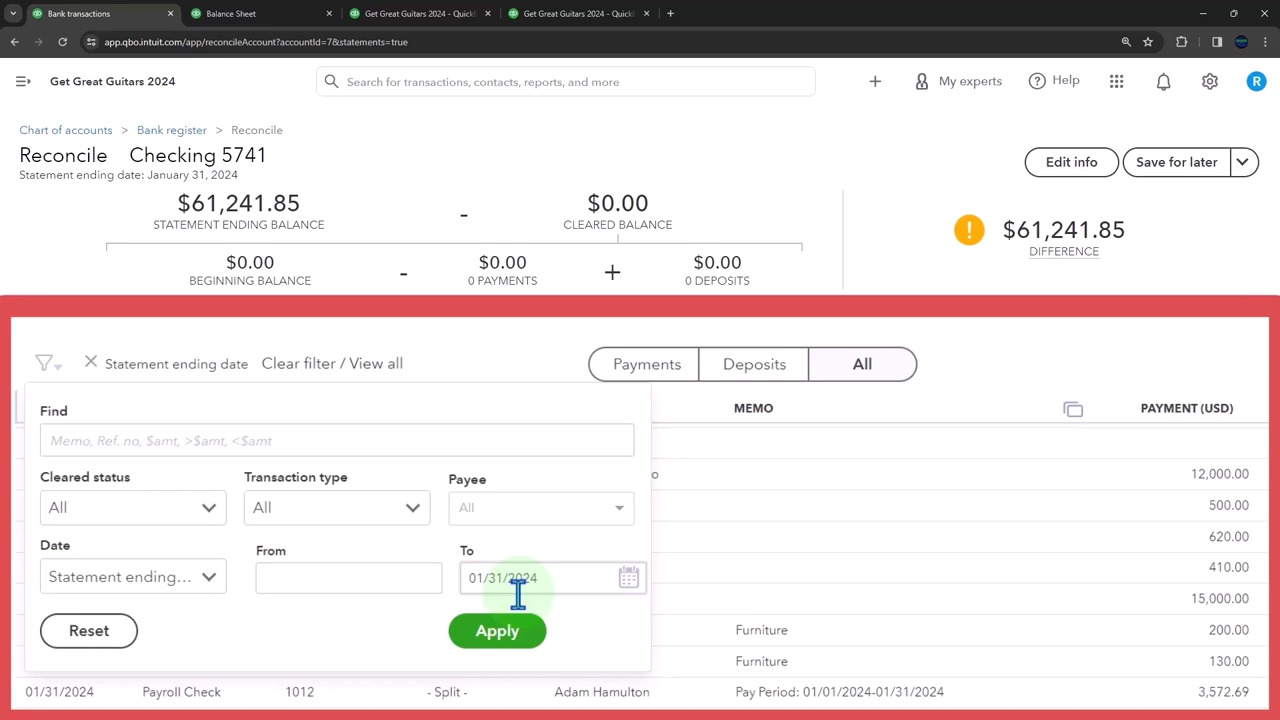 Bank transactions
Balance Sheet
Get Great Guitars 2024 - QuickB
Get Great Guitars 2024 - QuickB
app.qbo.intuit.com/app/reconcileAccount?accountId=7&statements=true
Get Great Guitars 2024
Search for transactions, contacts, reports, and more
My experts
Help
R
Chart of accounts > Bank register > Reconcile
Reconcile Checking 5741
Statement ending date: January 31, 2024
Edit info
Save for later
$61,241.85
STATEMENT ENDING BALANCE
-
$0.00
CLEARED BALANCE
$61,241.85
DIFFERENCE
$0.00
BEGINNING BALANCE
-
$0.00
0 PAYMENTS
+
$0.00
0 DEPOSITS
Statement ending date
Clear filter / View all
Payments
Deposits
All
Find
Memo, Ref. no, $amt, >$amt, <$amt
Cleared status
Transaction type
Payee
All
All
All
Date
From
To
Statement ending...
01/31/2024
Reset
Apply
MEMO
PAYMENT (USD)
o
12,000.00
500.00
620.00
410.00
15,000.00
Furniture
200.00
Furniture
130.00
01/31/2024
Payroll Check
1012
- Split -
Adam Hamilton
Pay Period: 01/01/2024-01/31/2024
3,572.69